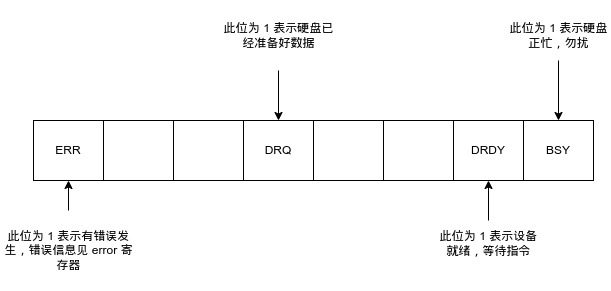 此位为 1 表示硬盘已
经准备好数据
此位为 1 表示硬盘
正忙，勿扰
ERR
DRQ
DRDY
BSY
此位为 1 表示有错误发
生，错误信息见 error 寄
存器
此位为 1 表示设备
就绪，等待指令